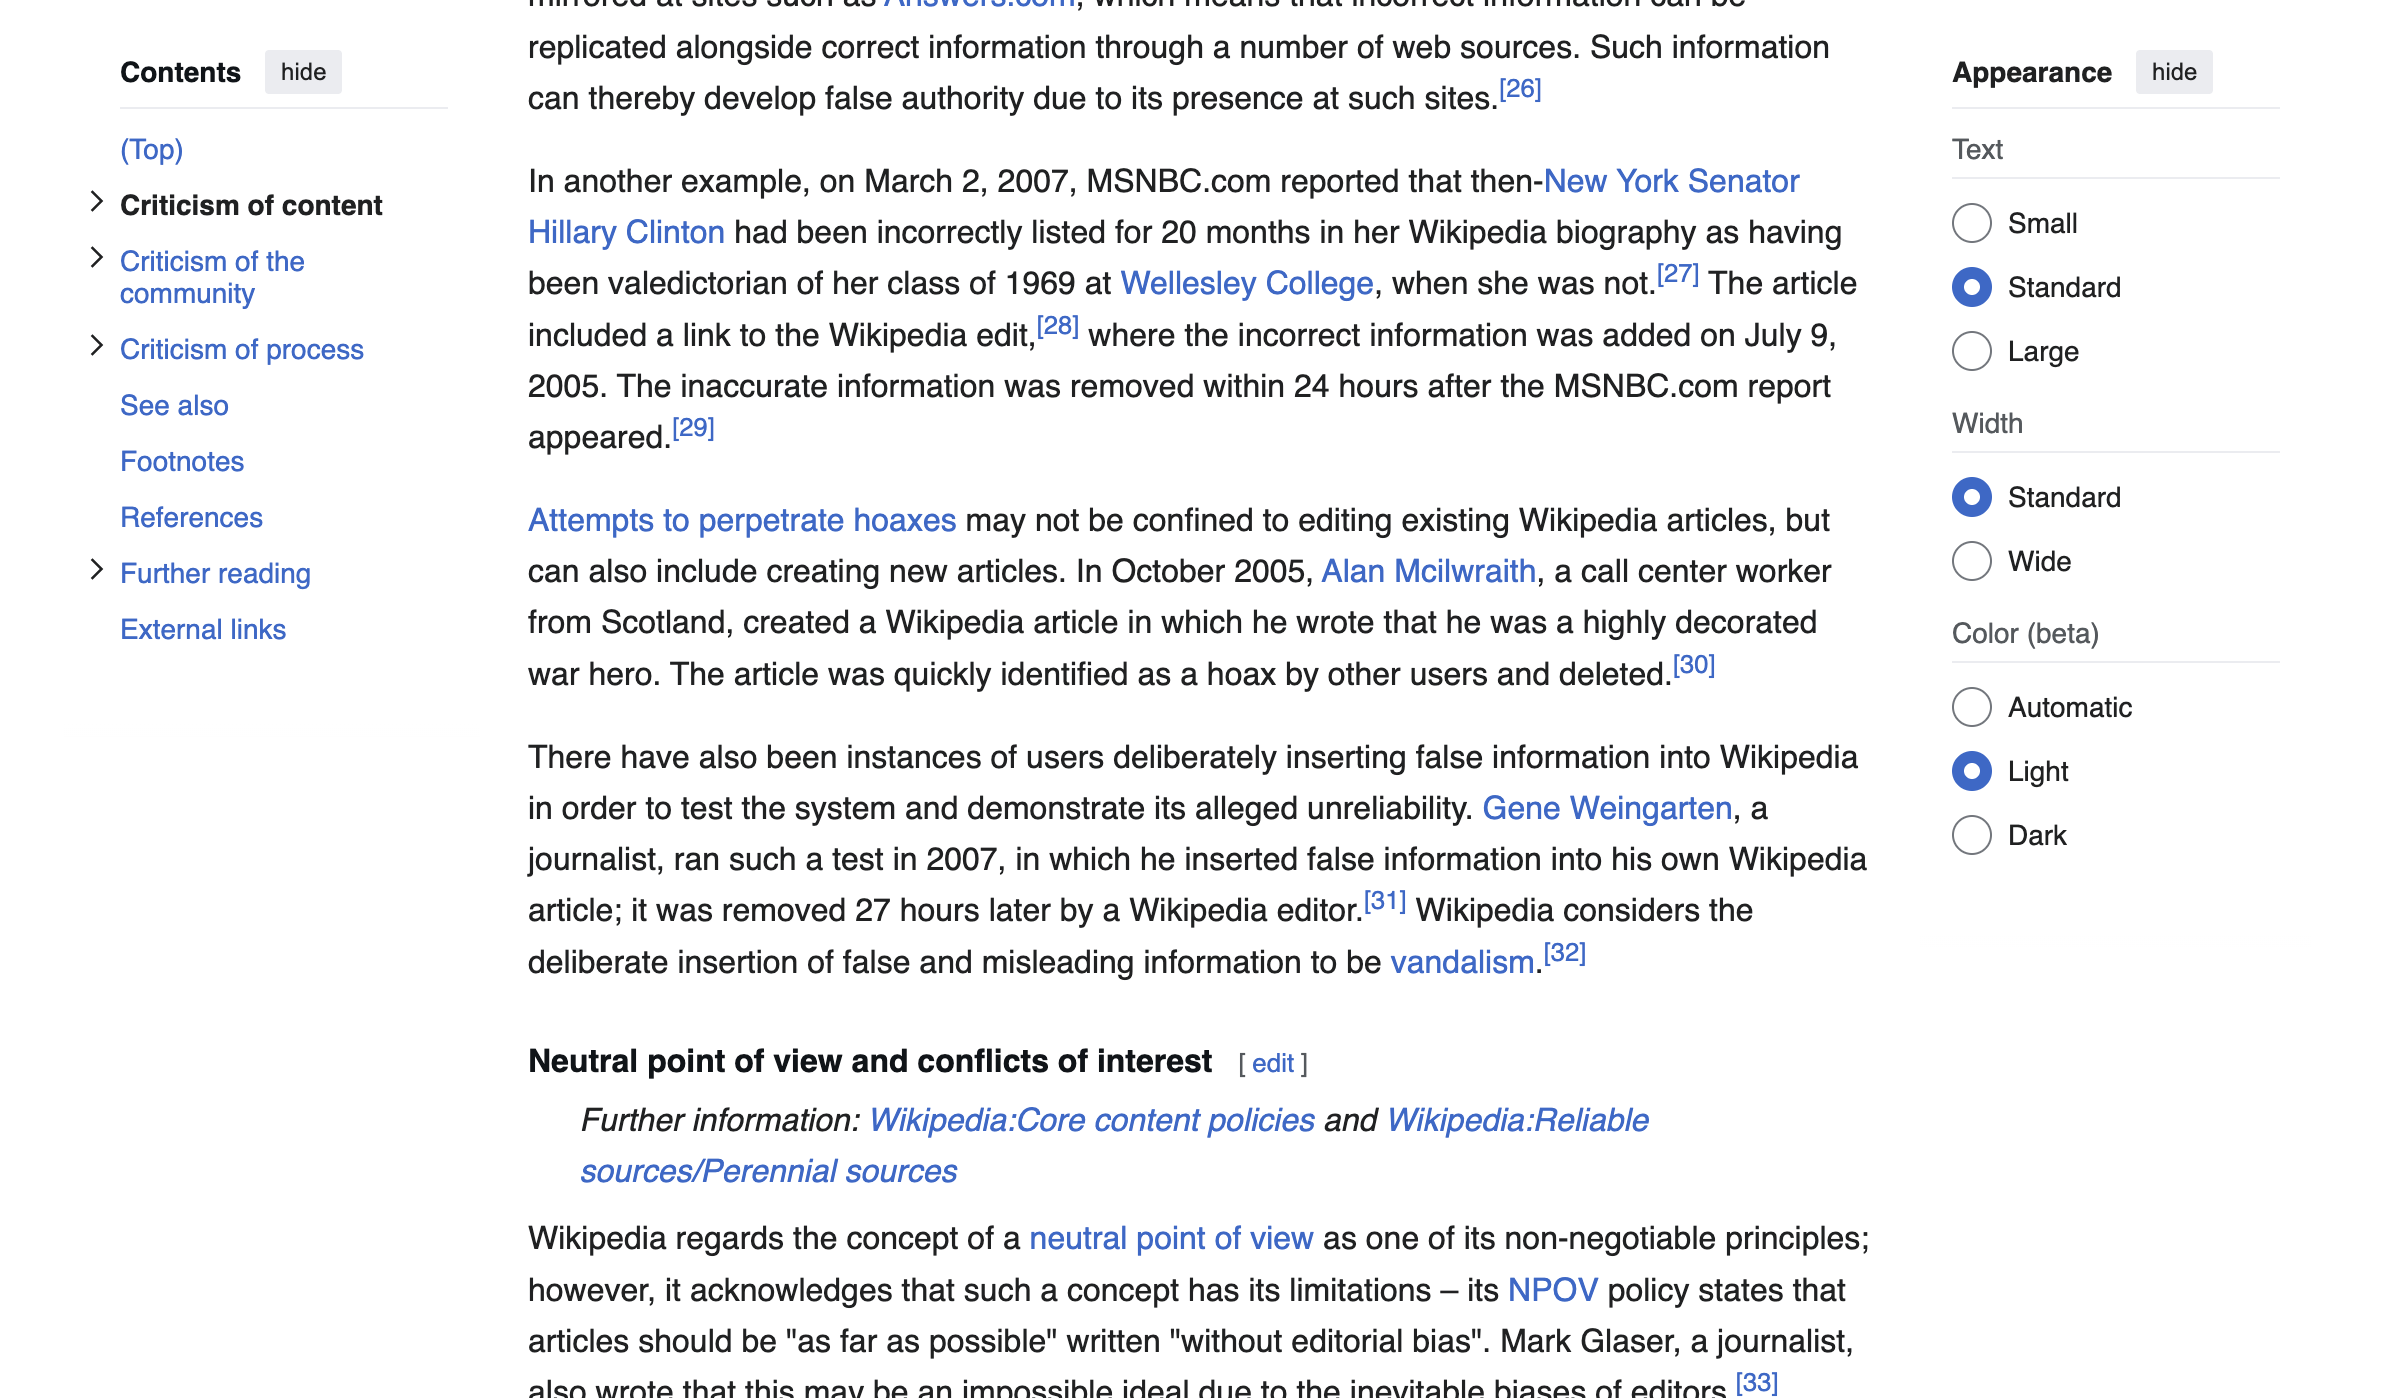 Contents hide
(Top)
Criticism of content
Criticism of the
community
Criticism of process
See also
Footnotes
References
Further reading
External links
mirrored at sites such as Answers.com, which means that incorrect information can be
replicated alongside correct information through a number of web sources. Such information
can thereby develop false authority due to its presence at such sites.[26]
In another example, on March 2, 2007, MSNBC.com reported that then-New York Senator
Hillary Clinton had been incorrectly listed for 20 months in her Wikipedia biography as having
been valedictorian of her class of 1969 at Wellesley College, when she was not.[27] The article
included a link to the Wikipedia edit,[28] where the incorrect information was added on July 9,
2005. The inaccurate information was removed within 24 hours after the MSNBC.com report
appeared.[29]
Attempts to perpetrate hoaxes may not be confined to editing existing Wikipedia articles, but
can also include creating new articles. In October 2005, Alan Mcilwraith, a call center worker
from Scotland, created a Wikipedia article in which he wrote that he was a highly decorated
war hero. The article was quickly identified as a hoax by other users and deleted.[30]
There have also been instances of users deliberately inserting false information into Wikipedia
in order to test the system and demonstrate its alleged unreliability. Gene Weingarten, a
journalist, ran such a test in 2007, in which he inserted false information into his own Wikipedia
article; it was removed 27 hours later by a Wikipedia editor.[31] Wikipedia considers the
deliberate insertion of false and misleading information to be vandalism.[32]
Neutral point of view and conflicts of interest [ edit ]
Further information: Wikipedia:Core content policies and Wikipedia:Reliable
sources/Perennial sources
Wikipedia regards the concept of a neutral point of view as one of its non-negotiable principles;
however, it acknowledges that such a concept has its limitations – its NPOV policy states that
articles should be "as far as possible" written "without editorial bias". Mark Glaser, a journalist,
also wrote that this may be an impossible ideal due to the inevitable biases of editors.[33]
Appearance hide
Text
Small
Standard
Large
Width
Standard
Wide
Color (beta)
Automatic
Light
Dark